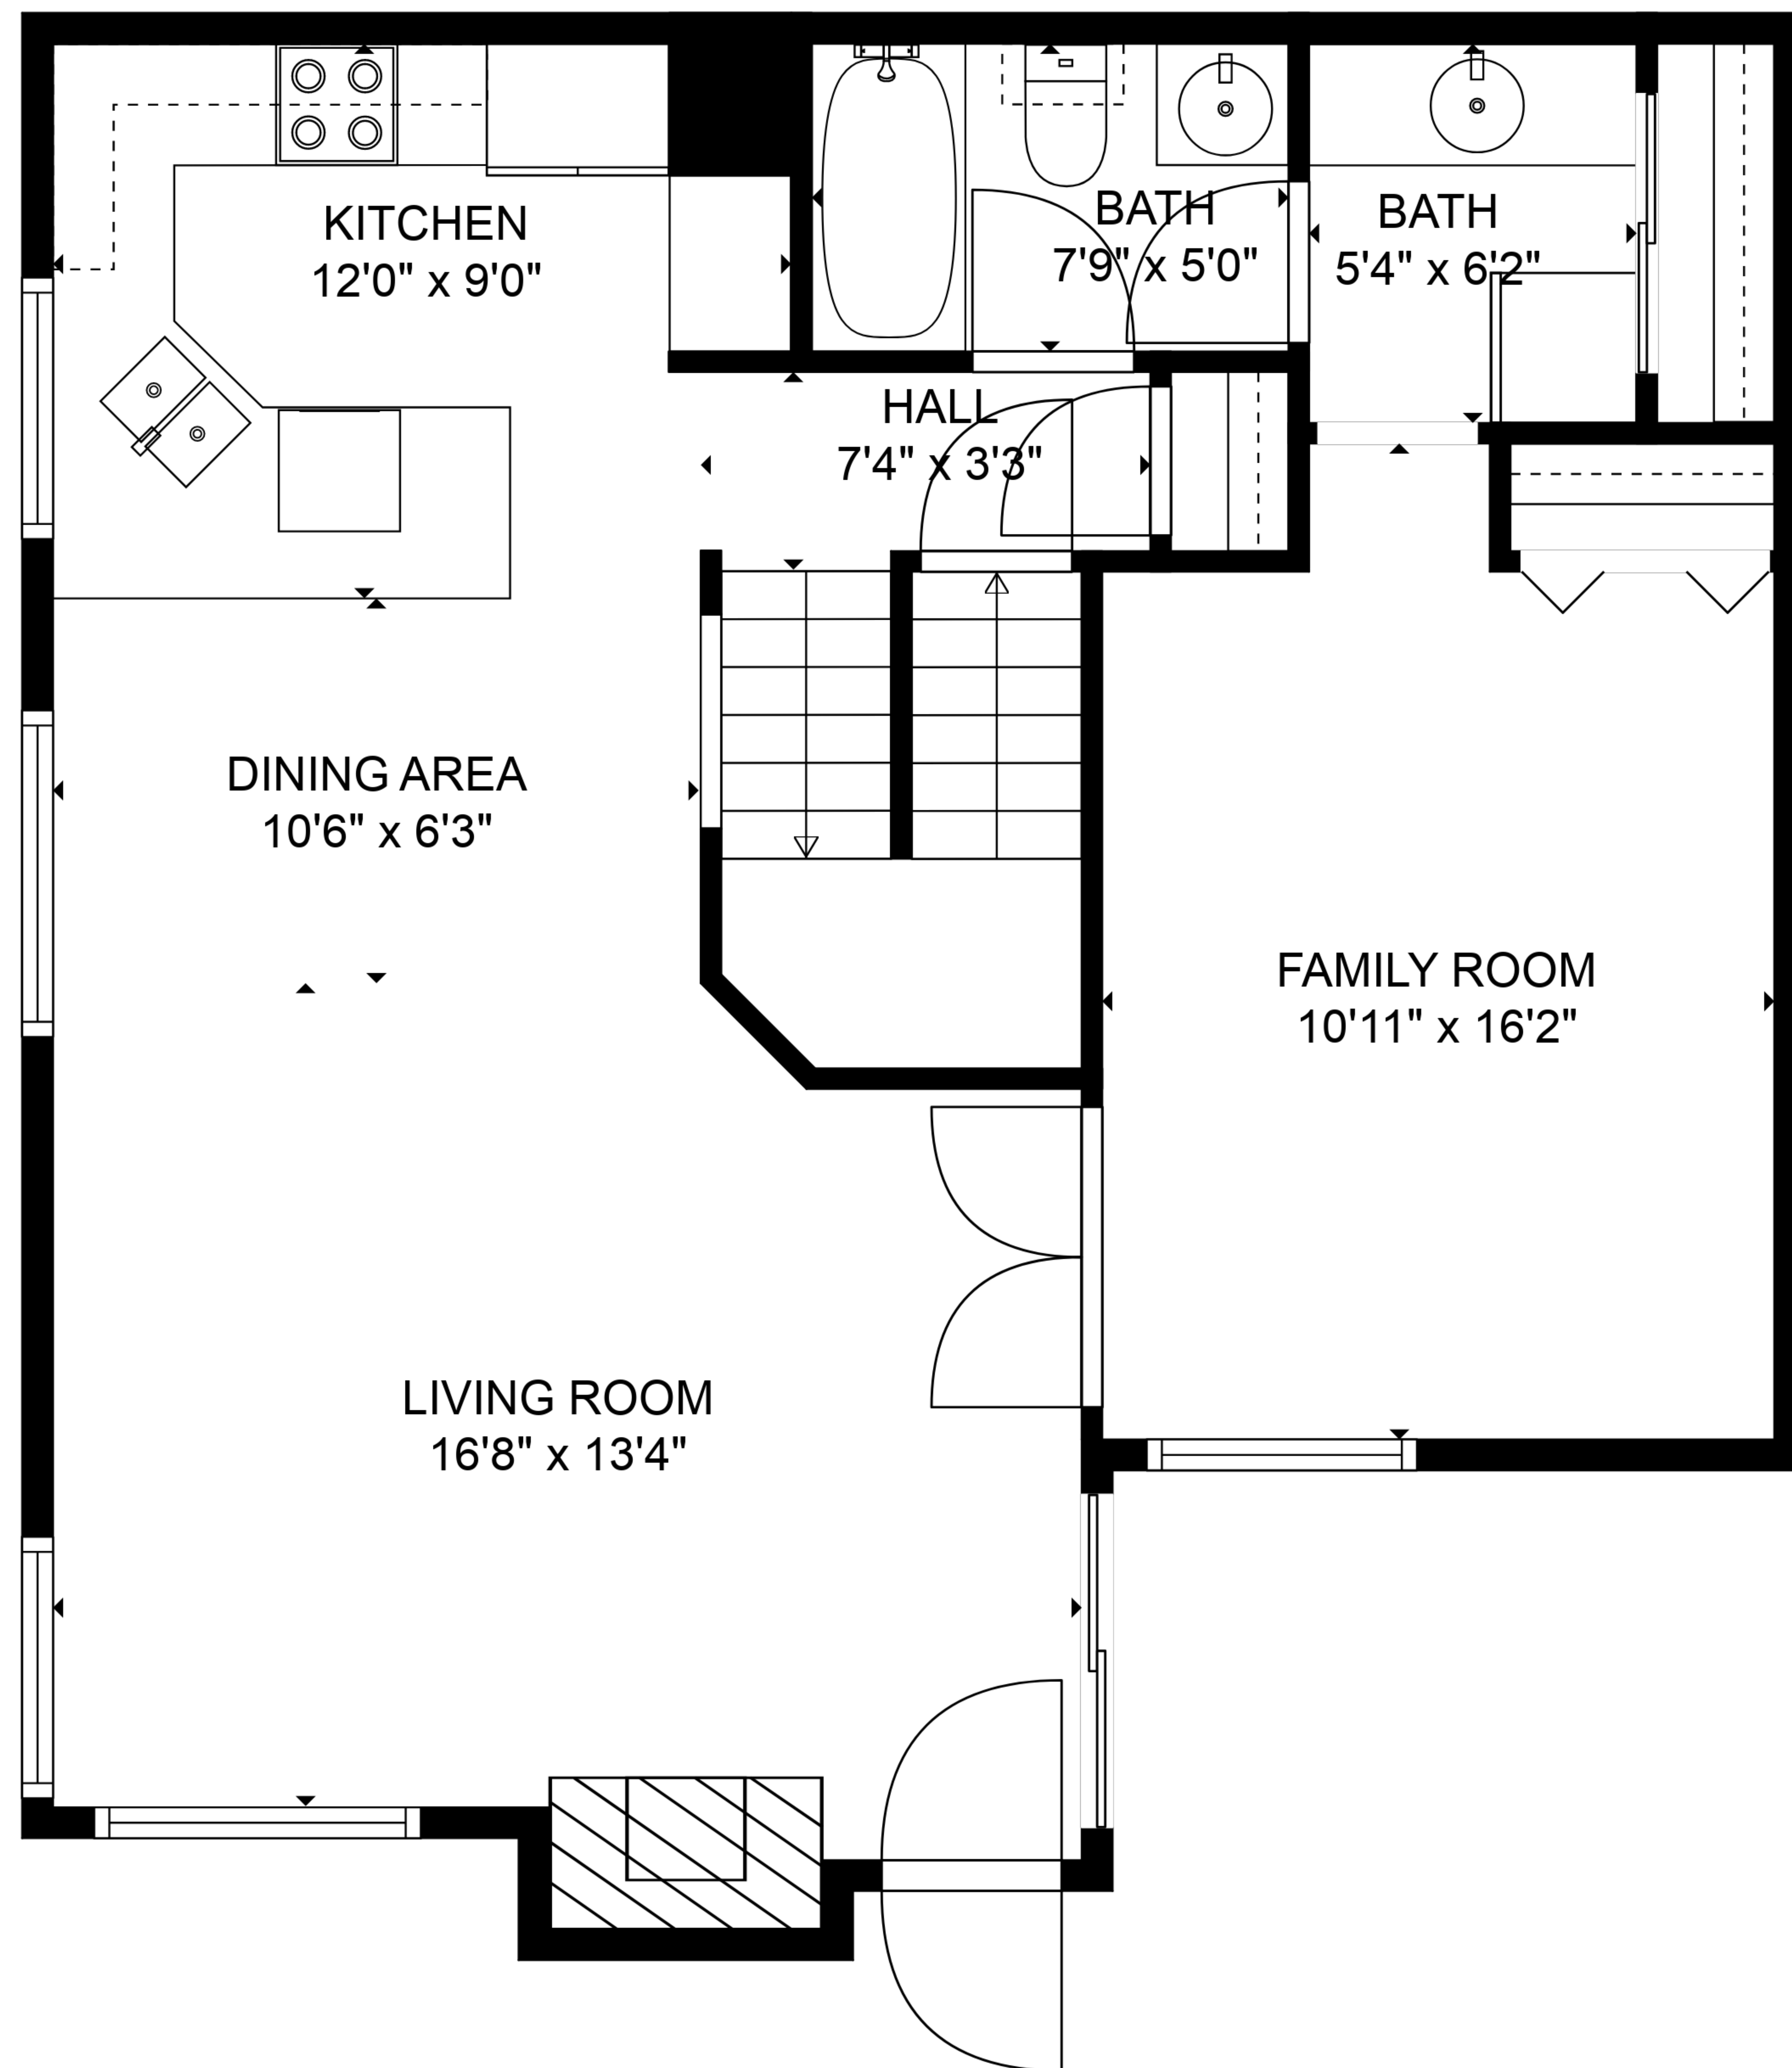 KITCHEN
12'0" x 9'0"
BATH
7'9" x 5'0"
BATH
5'4" x 6'2"
HALL
7'4" x 3'3"
DINING AREA
10'6" x 6'3"
FAMILY ROOM
10'11" x 16'2"
LIVING ROOM
16'8" x 13'4"